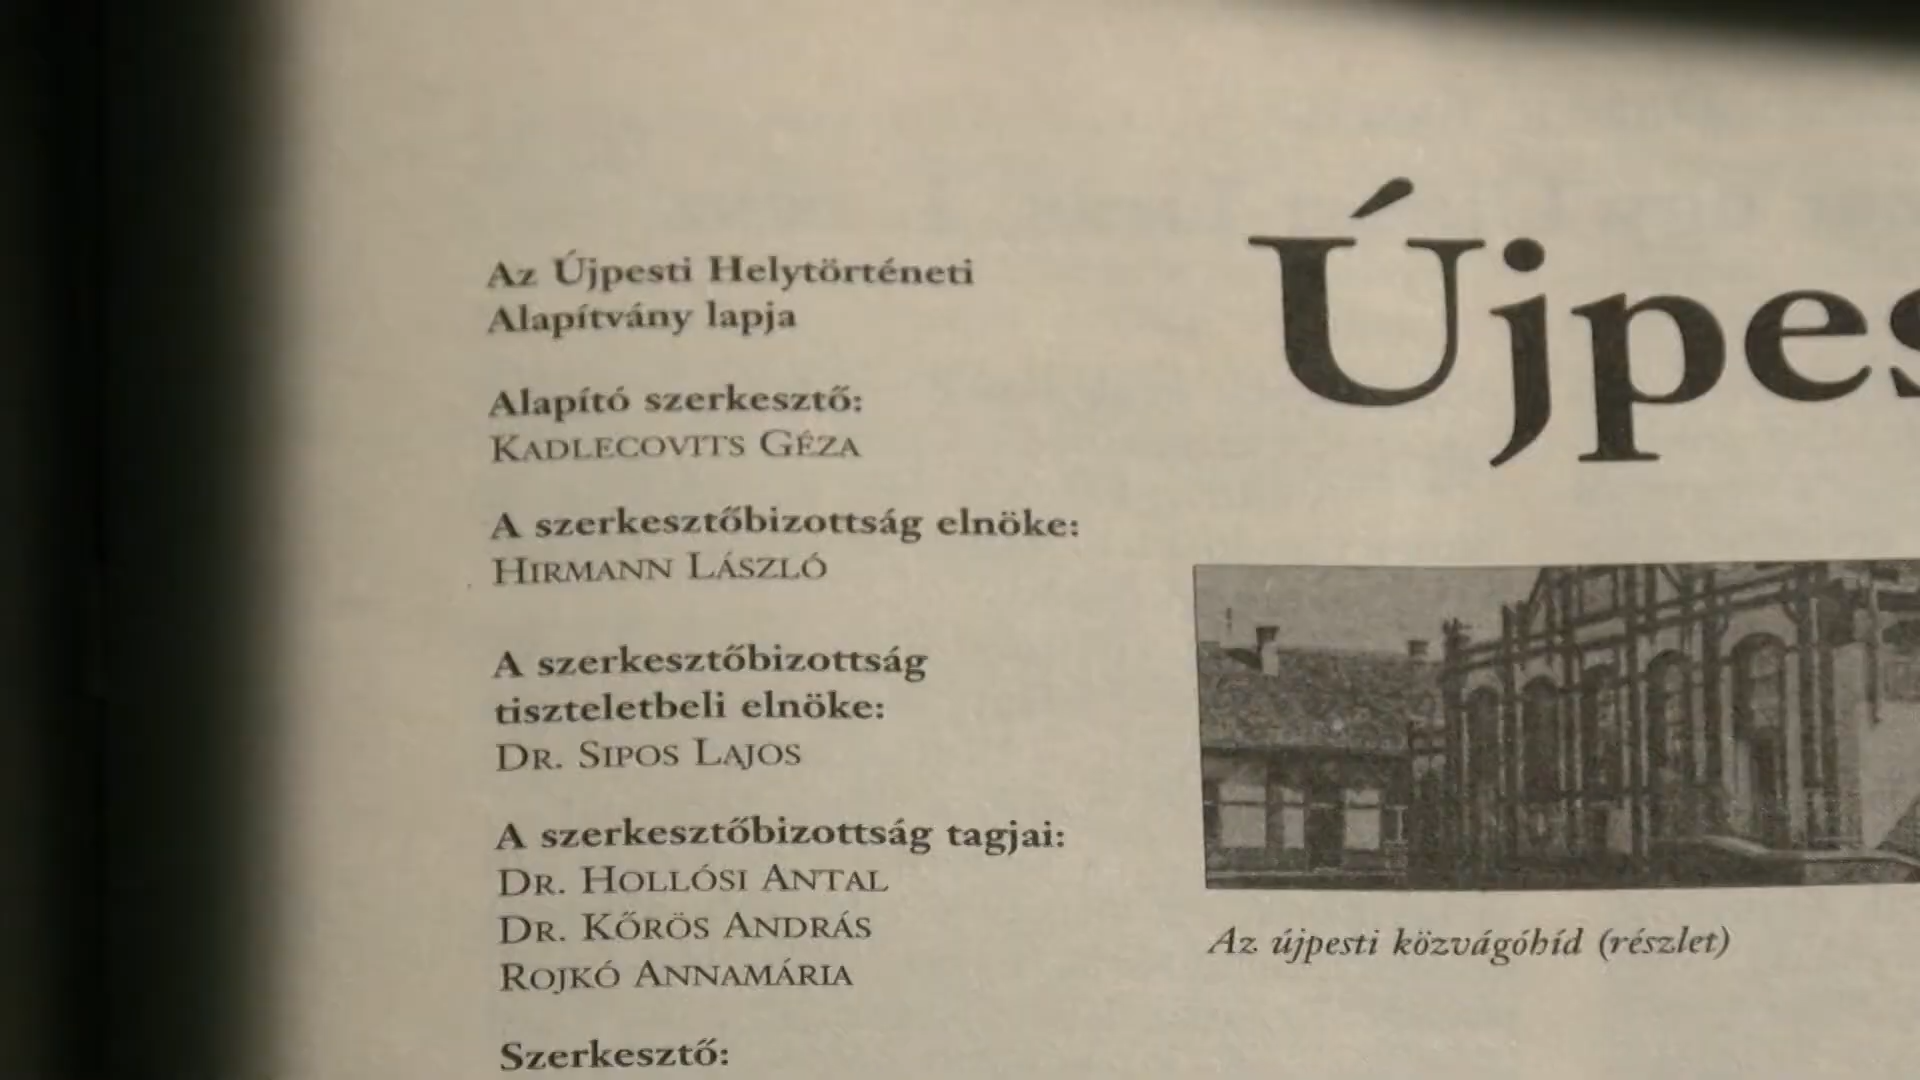 Az Újpesti Helytörténeti
Alapítvány lapja
Alapító szerkesztő:
KADLECOVITS GÉZA
A szerkesztőbizottság elnöke:
HIRMANN LÁSZLÓ
A szerkesztőbizottság
tiszteletbeli elnöke:
DR. SIPOS LAJOS
A szerkesztőbizottság tagjai:
DR. HOLLÓSI ANTAL
DR. KŐRÖS ANDRÁS
ROJKÓ ANNAMÁRIA
Szerkesztő:
Újpes
Az újpesti közvágóhíd (részlet)